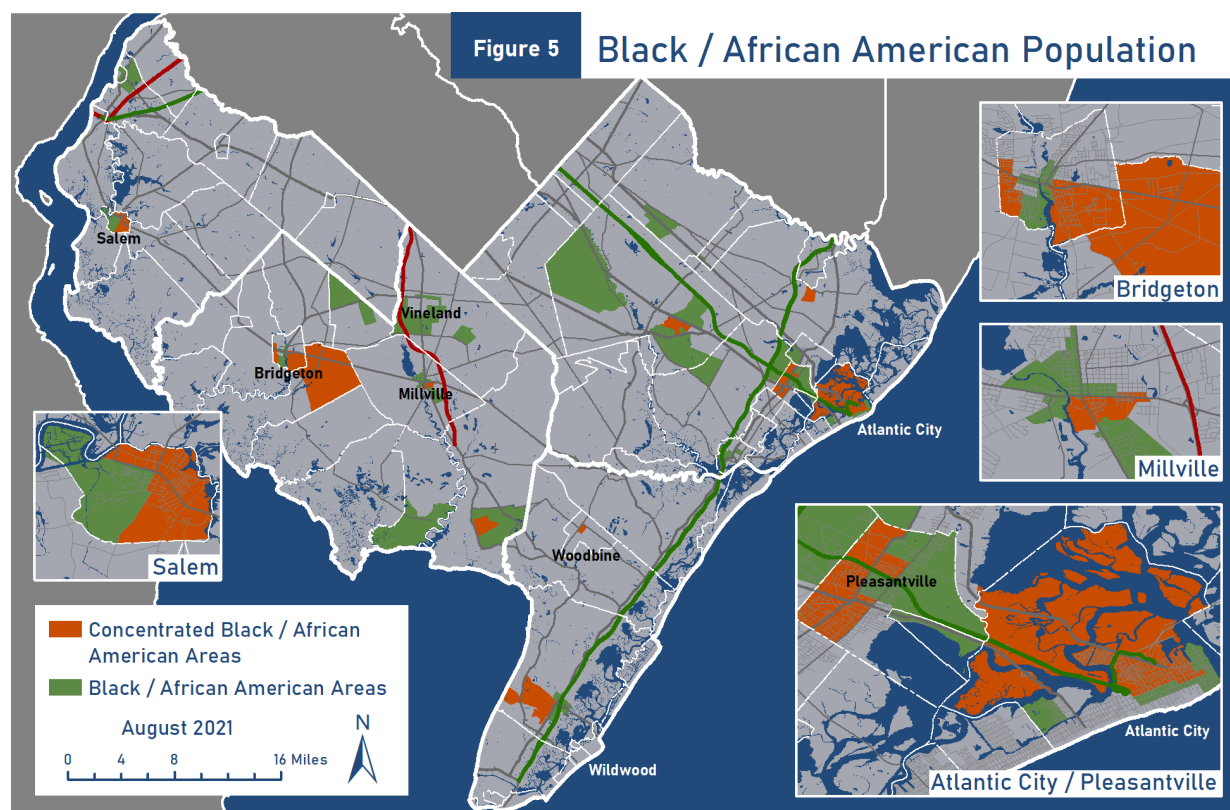 Figure 5
Black / African American Population
Salem
Vineland
Bridgeton
Millville
Atlantic City
Woodbine
Wildwood
Bridgeton
Millville
Salem
Pleasantville
Atlantic City
Atlantic City / Pleasantville
Concentrated Black / African
American Areas
Black / African American Areas
August 2021
N
0 4 8 16 Miles